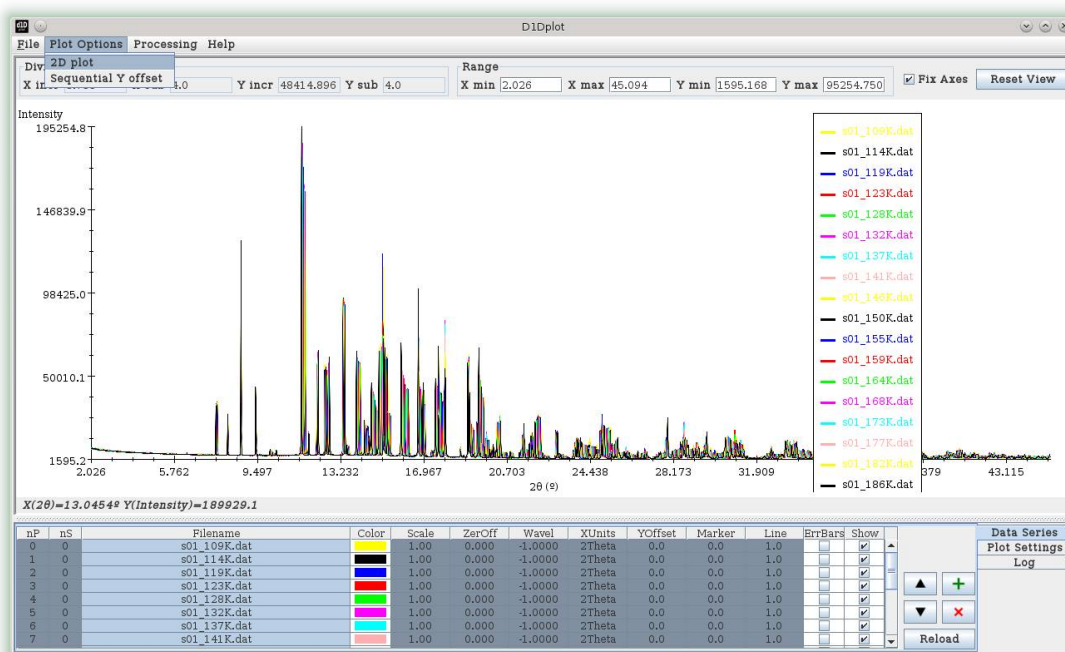 d1D
D1Dplot
File Plot Options Processing Help
2D plot
Sequential Y offset
Range
4.0 Y incr 48414.896 Y sub 4.0
X min 2.026 X max 45.094 Y min 1595.168 Y max 95254.750
Fix Axes Reset View
Intensity
195254.8
146839.9
98425.0
50010.1
1595.2
2.026 5.762 9.497 13.232 16.967 20.703 24.438 28.173 31.909 379 43.115
2θ (º)
s01_109K.dat
s01_114K.dat
s01_119K.dat
s01_123K.dat
s01_128K.dat
s01_132K.dat
s01_137K.dat
s01_141K.dat
s01_146K.dat
s01_150K.dat
s01_155K.dat
s01_159K.dat
s01_164K.dat
s01_168K.dat
s01_173K.dat
s01_177K.dat
s01_182K.dat
s01_186K.dat
X(2θ)=13.0454º Y(Intensity)=189929.1
nP nS Filename Color Scale ZerOff Wavel XUnits YOffset Marker Line ErrBars Show
0 0 s01_109K.dat 1.00 0.000 -1.0000 2Theta 0.0 0.0 1.0
1 0 s01_114K.dat 1.00 0.000 -1.0000 2Theta 0.0 0.0 1.0
2 0 s01_119K.dat 1.00 0.000 -1.0000 2Theta 0.0 0.0 1.0
3 0 s01_123K.dat 1.00 0.000 -1.0000 2Theta 0.0 0.0 1.0
4 0 s01_128K.dat 1.00 0.000 -1.0000 2Theta 0.0 0.0 1.0
5 0 s01_132K.dat 1.00 0.000 -1.0000 2Theta 0.0 0.0 1.0
6 0 s01_137K.dat 1.00 0.000 -1.0000 2Theta 0.0 0.0 1.0
7 0 s01_141K.dat 1.00 0.000 -1.0000 2Theta 0.0 0.0 1.0
Data Series
Plot Settings
Log
Reload